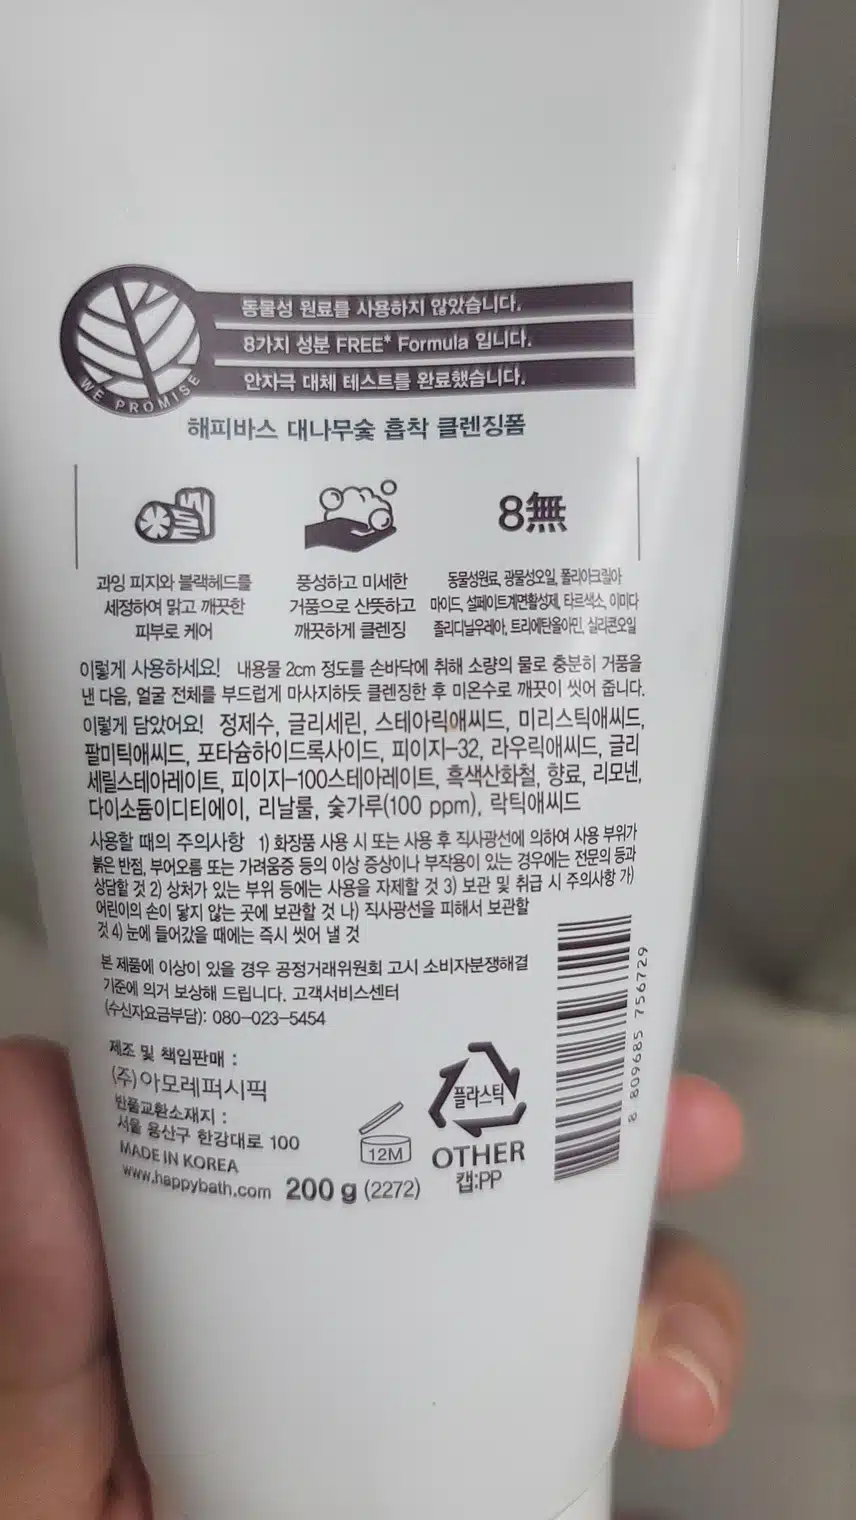 WE PROMISE
동물성 원료를 사용하지 않았습니다.
8가지 성분 FREE* Formula 입니다.
안자극 대체 테스트를 완료했습니다.
해피바스 대나무숯 흡착 클렌징폼
8無
과잉 피지와 블랙헤드를
세정하여 맑고 깨끗한
피부로 케어
풍성하고 미세한
거품으로 산뜻하고
깨끗하게 클렌징
동물성원료, 광물성오일, 폴리아크릴아
마이드, 설페이트계면활성제, 타르색소, 이미다
졸리디닐우레아, 트리에탄올아민, 실리콘오일
이렇게 사용하세요! 내용물 2cm 정도를 손바닥에 취해 소량의 물로 충분히 거품을
낸 다음, 얼굴 전체를 부드럽게 마사지하듯 클렌징한 후 미온수로 깨끗이 씻어 줍니다.
이렇게 담았어요! 정제수, 글리세린, 스테아릭애씨드, 미리스틱애씨드,
팔미틱애씨드, 포타슘하이드록사이드, 피이지-32, 라우릭애씨드, 글리
세릴스테아레이트, 피이지-100스테아레이트, 흑색산화철, 향료, 리모넨,
다이소듐이디티에이, 리날룰, 숯가루(100 ppm), 락틱애씨드
사용할 때의 주의사항 1) 화장품 사용 시 또는 사용 후 직사광선에 의하여 사용 부위가
붉은 반점, 부어오름 또는 가려움증 등의 이상 증상이나 부작용이 있는 경우에는 전문의 등과
상담할 것 2) 상처가 있는 부위 등에는 사용을 자제할 것 3) 보관 및 취급 시 주의사항 가)
어린이의 손이 닿지 않는 곳에 보관할 것 나) 직사광선을 피해서 보관할
것 4) 눈에 들어갔을 때에는 즉시 씻어 낼 것
본 제품에 이상이 있을 경우 공정거래위원회 고시 소비자분쟁해결
기준에 의거 보상해 드립니다. 고객서비스센터
(수신자요금부담): 080-023-5454
제조 및 책임판매 :
(주)아모레퍼시픽
반품교환소재지 :
서울 용산구 한강대로 100
MADE IN KOREA
www.happybath.com 200 g (2272)
12M
플라스틱
OTHER
캡:PP
8 809685 756729